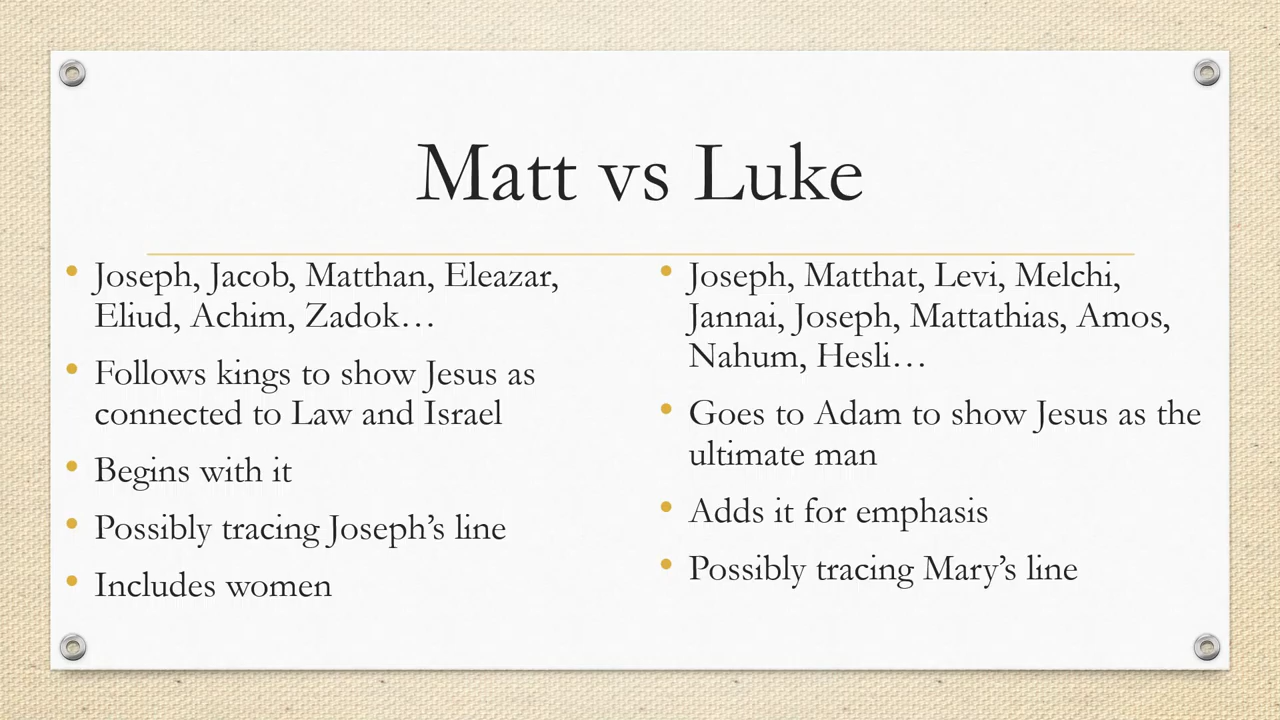 Matt vs Luke
Joseph, Jacob, Matthan, Eleazar,
Eliud, Achim, Zadok…
Follows kings to show Jesus as
connected to Law and Israel
Begins with it
Possibly tracing Joseph’s line
Includes women
Joseph, Matthat, Levi, Melchi,
Jannai, Joseph, Mattathias, Amos,
Nahum, Hesli…
Goes to Adam to show Jesus as the
ultimate man
Adds it for emphasis
Possibly tracing Mary’s line